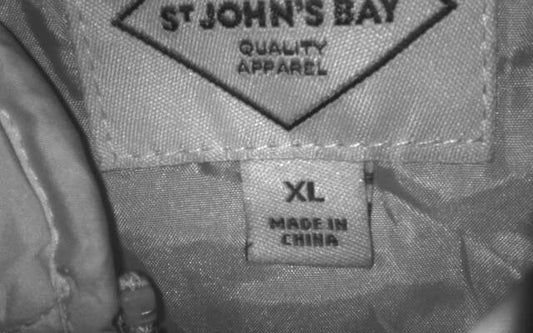 ST JOHN'S BAY
QUALITY
APPAREL
XL
MADE IN
CHINA